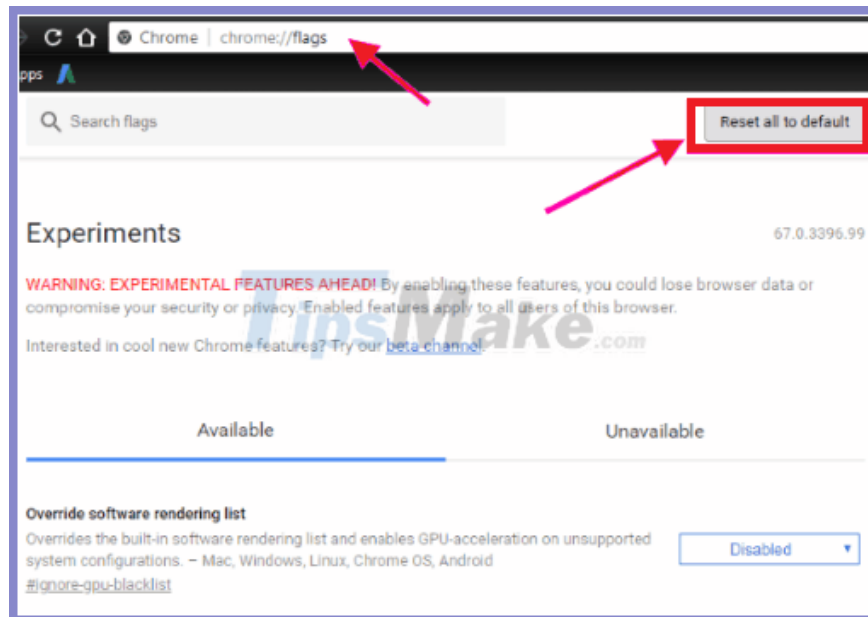 Chrome | chrome://flags
pps
Search flags
Reset all to default
Experiments
67.0.3396.99
WARNING: EXPERIMENTAL FEATURES AHEAD! By enabling these features, you could lose browser data or
compromise your security or privacy. Enabled features apply to all users of this browser.
TipsMake.com
Interested in cool new Chrome features? Try our beta channel.
Available
Unavailable
Override software rendering list
Overrides the built-in software rendering list and enables GPU-acceleration on unsupported
system configurations. – Mac, Windows, Linux, Chrome OS, Android
Disabled
#ignore-gpu-blacklist